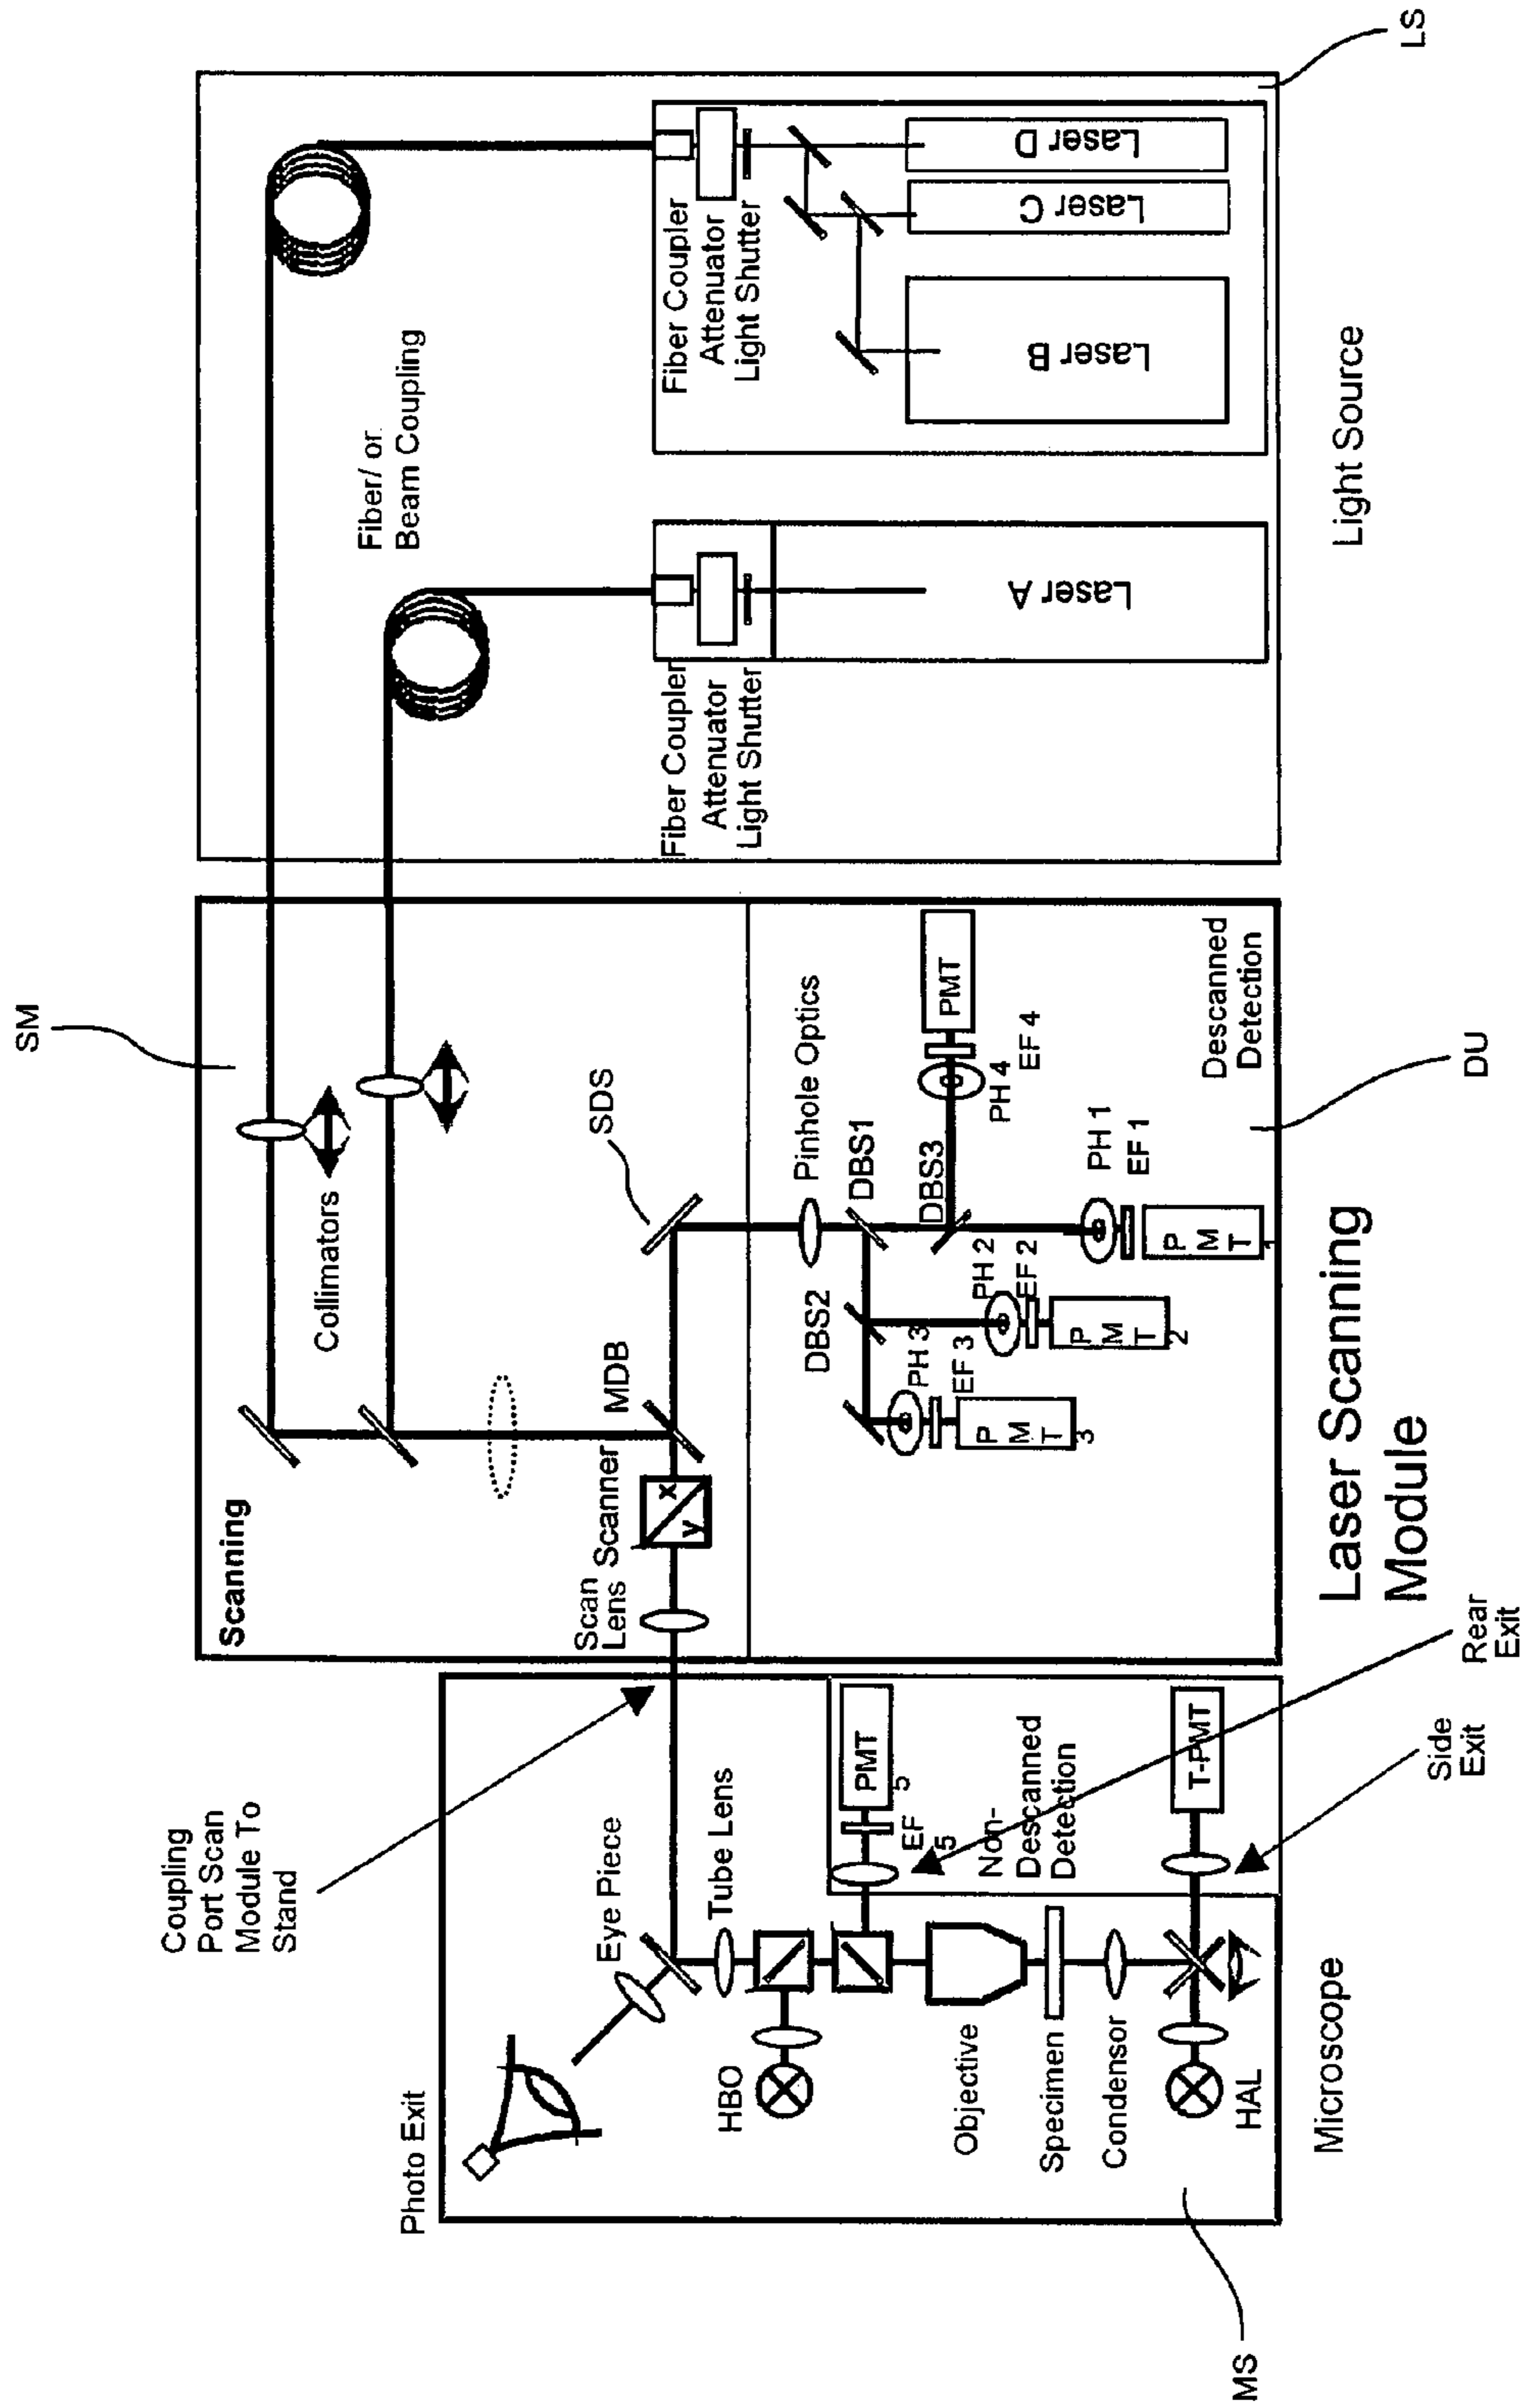 SM
LS
Scanning
Collimators
SDS
MDB
Scan
Lens
Scanner
Coupling
Port Scan
Module To
Stand
Photo Exit
Eye Piece
Tube Lens
HBO
PMT
5
EF
5
Non-
Descanned
Detection
Objective
Specimen
Condensor
T-PMT
HAL
Side
Exit
Rear
Exit
Microscope
MS
Pinhole Optics
DBS1
DBS2
DBS3
PMT
PH 4
EF 4
PH 1
EF 1
PMT
1
PH 2
EF 2
PMT
2
PH 3
EF 3
PMT
3
x
y
Descanned
Detection
DU
Laser Scanning
Module
Fiber/ or
Beam Coupling
Fiber Coupler
Attenuator
Light Shutter
Laser A
Fiber Coupler
Attenuator
Light Shutter
Laser B
Laser C
Laser D
Light Source